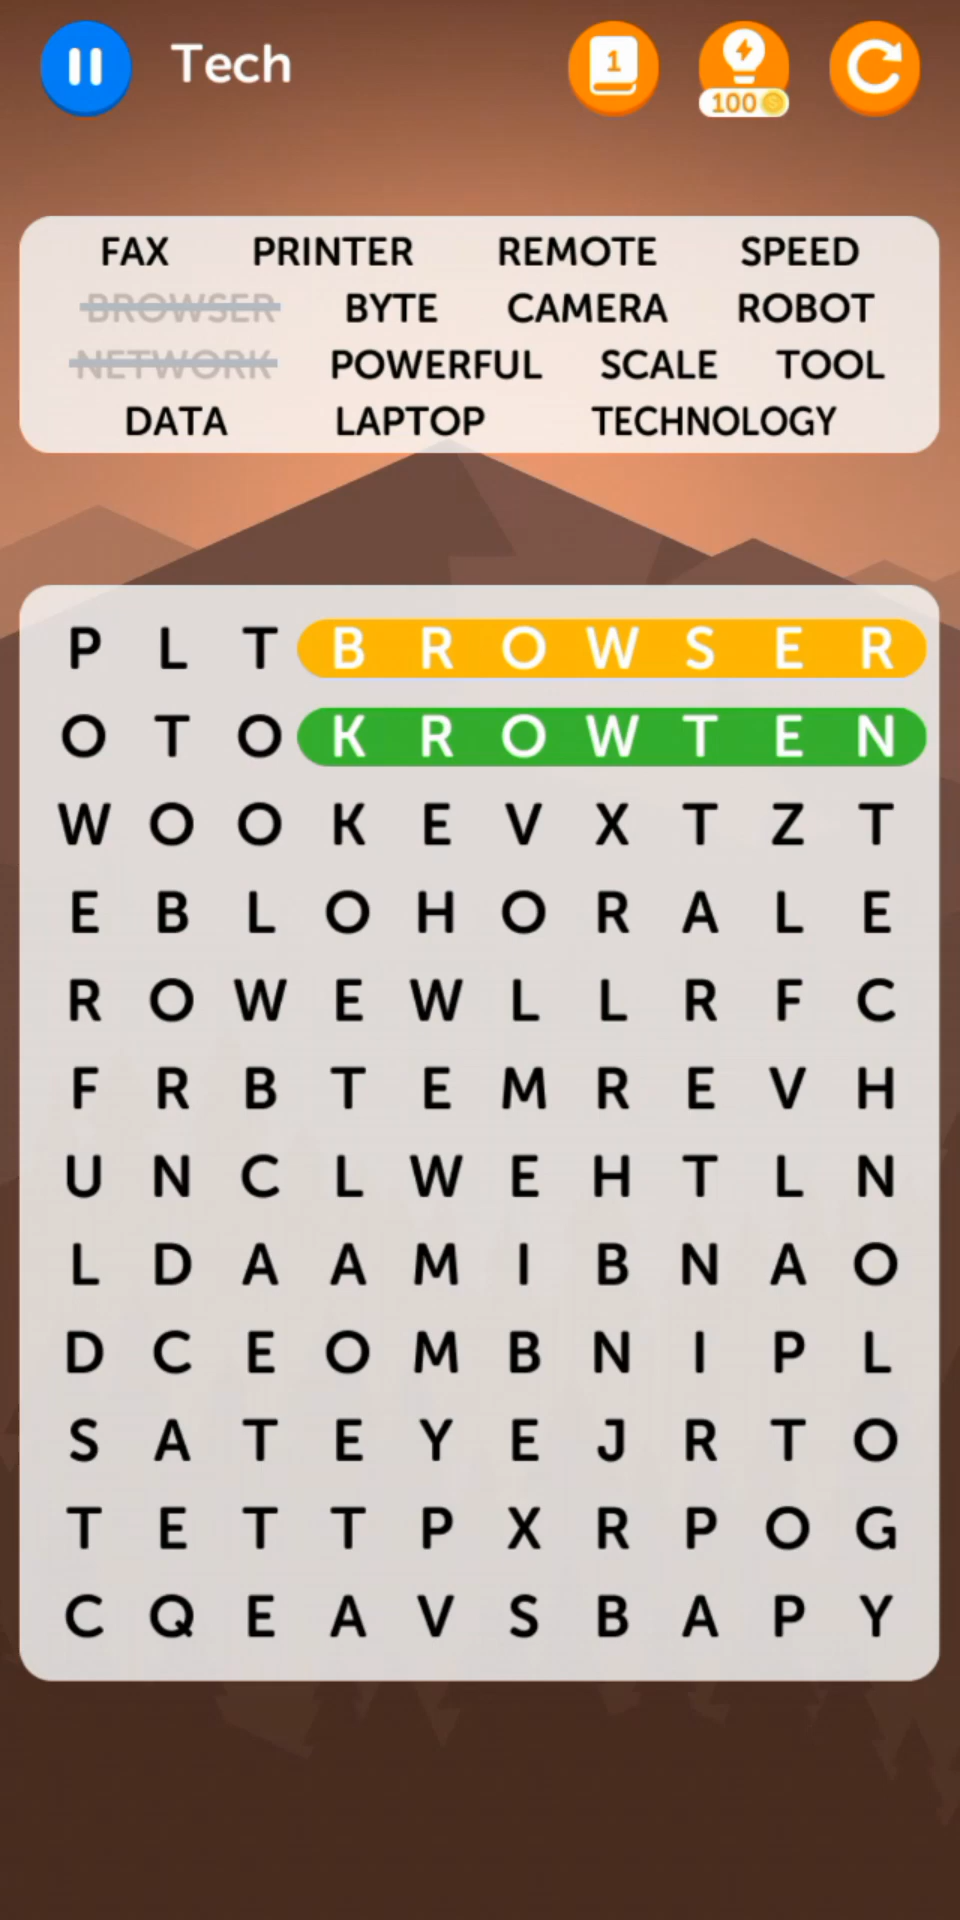 Tech
1
100
FAX PRINTER REMOTE SPEED
BROWSER BYTE CAMERA ROBOT
NETWORK POWERFUL SCALE TOOL
DATA LAPTOP TECHNOLOGY
P L T B R O W S E R
O T O K R O W T E N
W O O K E V X T Z T
E B L O H O R A L E
R O W E W L L R F C
F R B T E M R E V H
U N C L W E H T L N
L D A A M I B N A O
D C E O M B N I P L
S A T E Y E J R T O
T E T T P X R P O G
C Q E A V S B A P Y